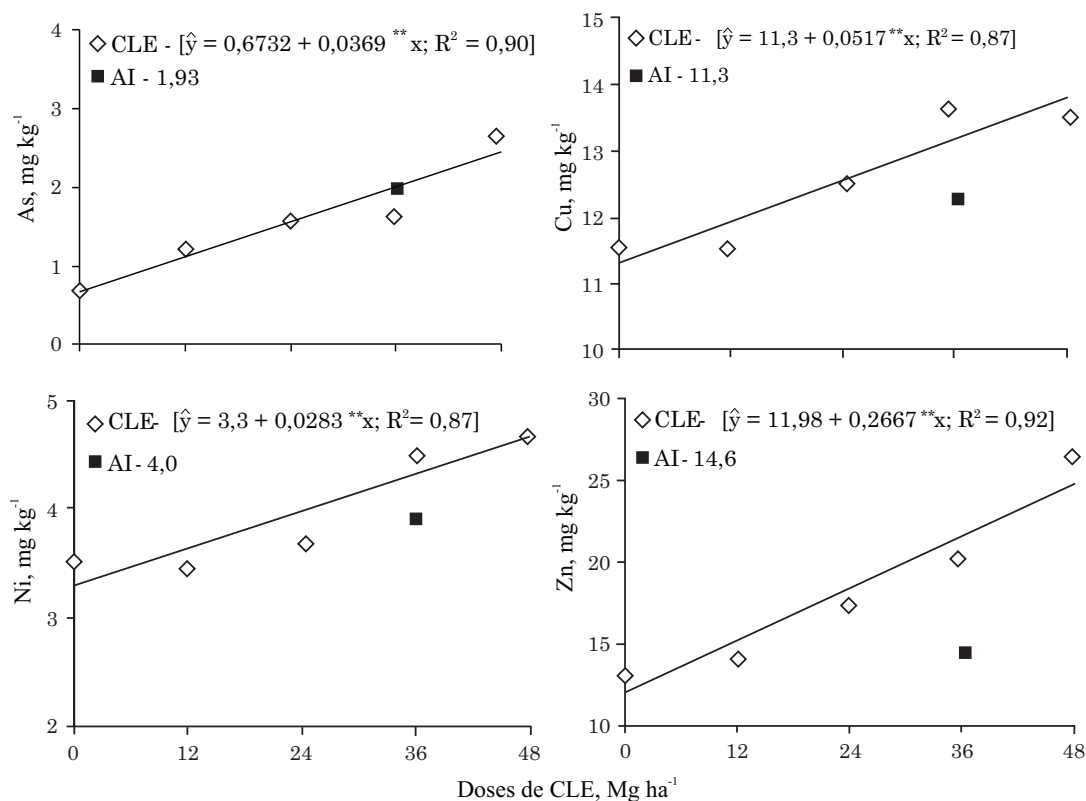 4
3
2
1
0
As, mg kg⁻¹
CLE - [ŷ = 0,6732 + 0,0369 ** x; R² = 0,90]
AI - 1,93
15
14
13
12
11
10
Cu, mg kg⁻¹
CLE- [ŷ = 11,3 + 0,0517 **x; R² = 0,87]
AI - 11,3
5
4
3
2
Ni, mg kg⁻¹
CLE- [ŷ = 3,3 + 0,0283 **x; R² = 0,87]
AI - 4,0
0 12 24 36 48
30
25
20
15
10
Zn, mg kg⁻¹
CLE- [ŷ = 11,98 + 0,2667 **x; R² = 0,92]
AI - 14,6
0 12 24 36 48
Doses de CLE, Mg ha⁻¹